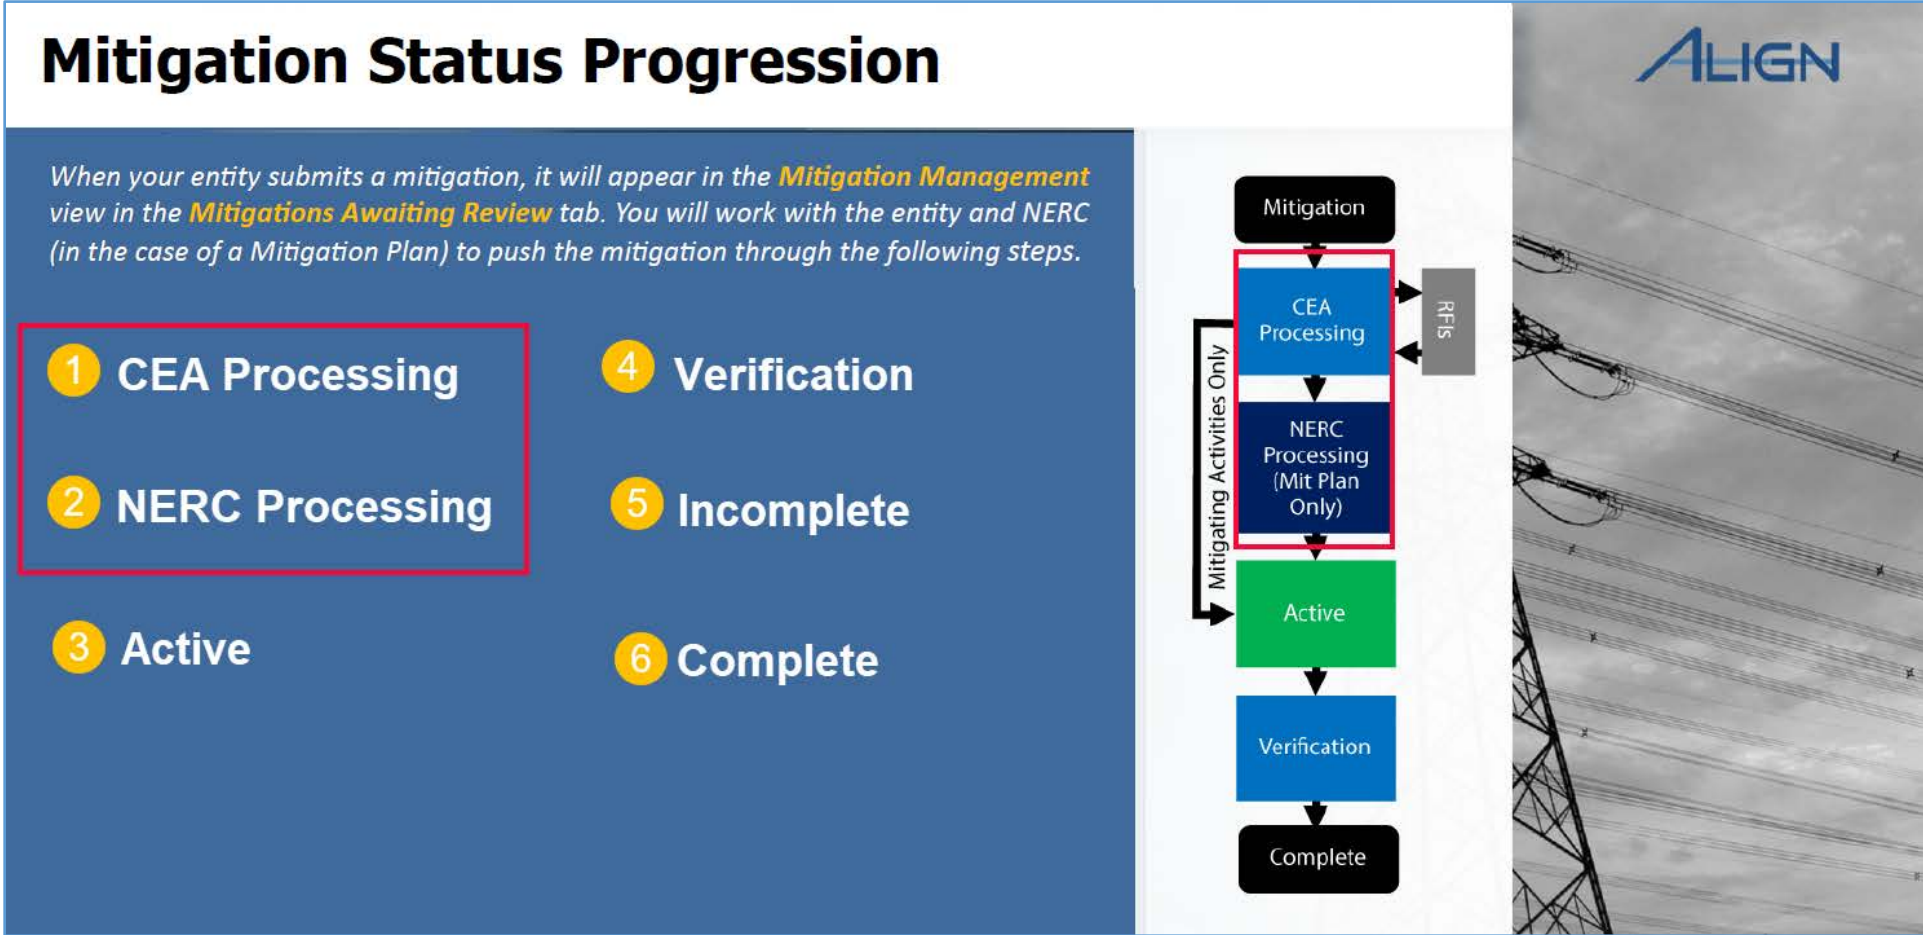 Mitigation Status Progression
ALIGN
When your entity submits a mitigation, it will appear in the Mitigation Management
view in the Mitigations Awaiting Review tab. You will work with the entity and NERC
(in the case of a Mitigation Plan) to push the mitigation through the following steps.
1 CEA Processing
2 NERC Processing
3 Active
4 Verification
5 Incomplete
6 Complete
Mitigation
CEA
Processing
RFIs
Mitigating Activities Only
NERC
Processing
(Mit Plan
Only)
Active
Verification
Complete